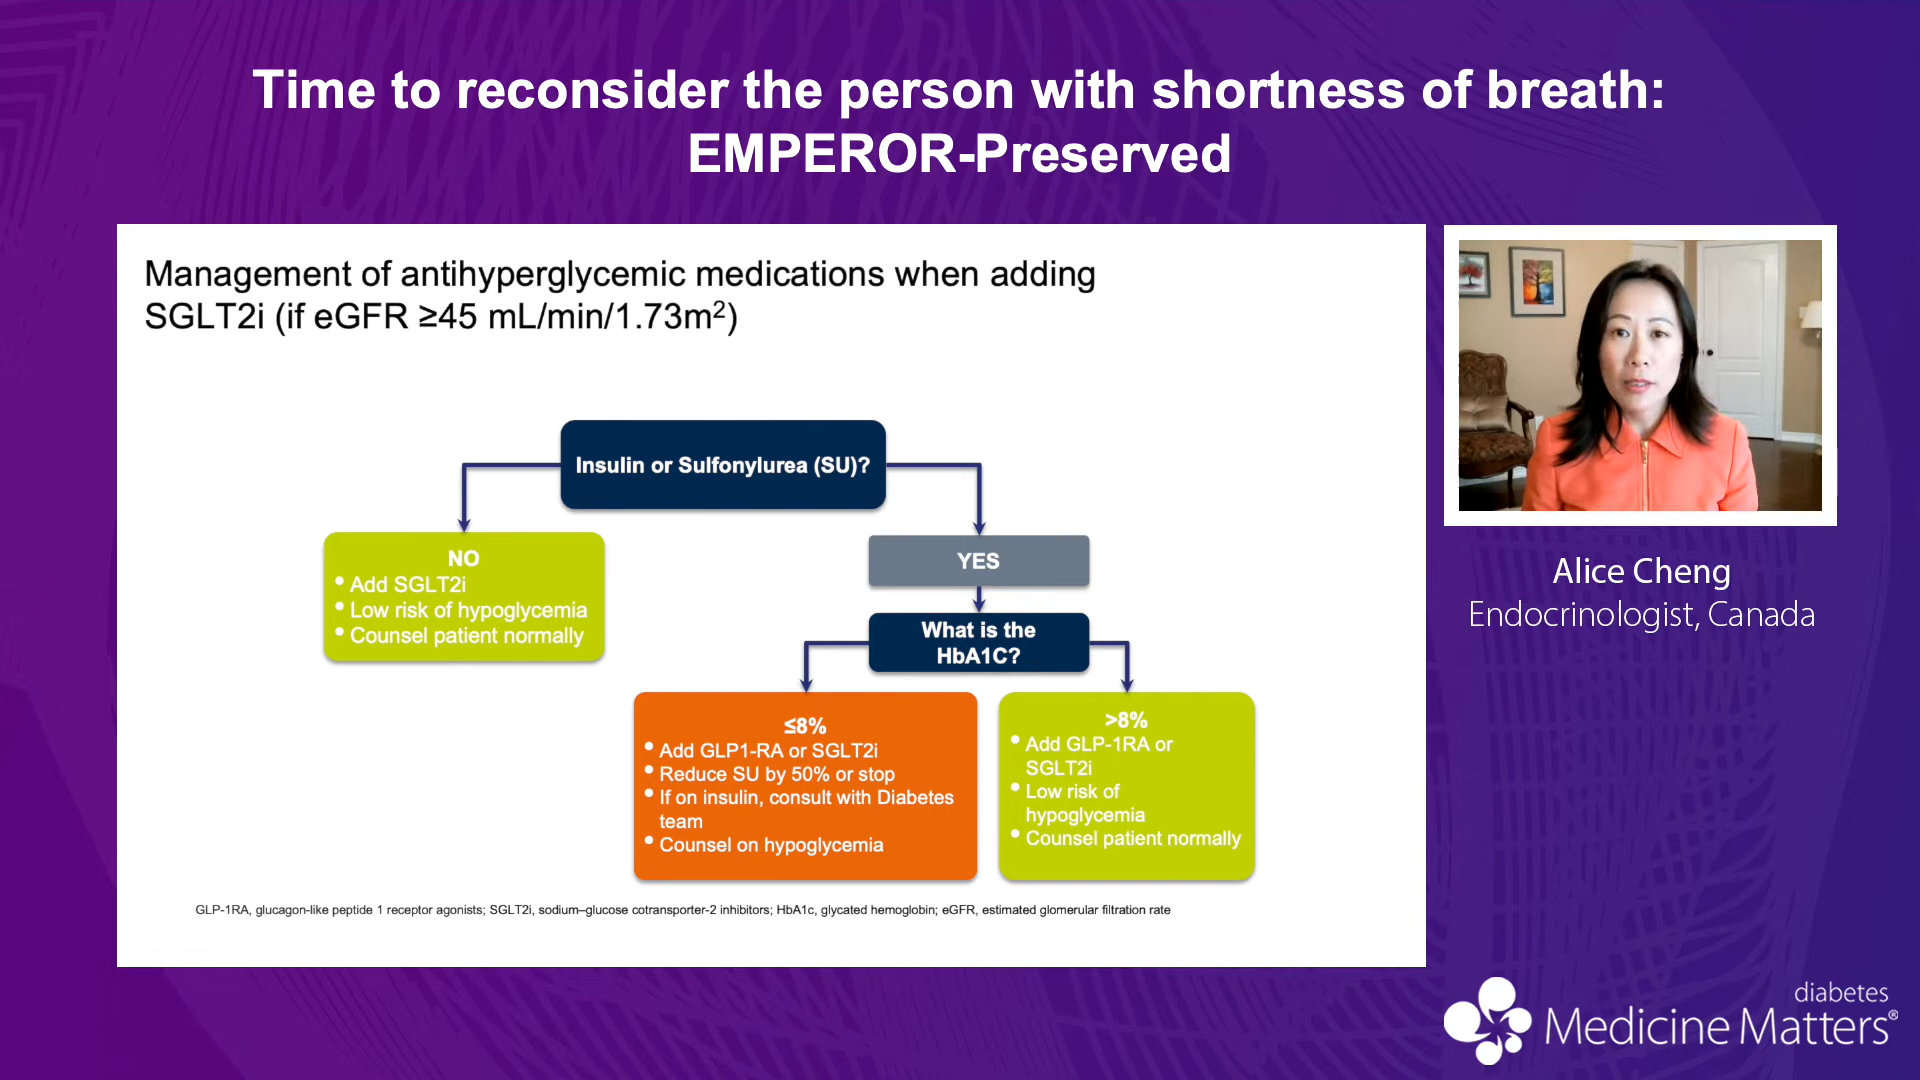 Time to reconsider the person with shortness of breath:
EMPEROR-Preserved
Management of antihyperglycemic medications when adding
SGLT2i (if eGFR ≥45 mL/min/1.73m²)
Insulin or Sulfonylurea (SU)?
NO
• Add SGLT2i
• Low risk of hypoglycemia
• Counsel patient normally
YES
What is the
HbA1C?
≤8%
• Add GLP1-RA or SGLT2i
• Reduce SU by 50% or stop
• If on insulin, consult with Diabetes
team
• Counsel on hypoglycemia
>8%
• Add GLP-1RA or
SGLT2i
• Low risk of
hypoglycemia
• Counsel patient normally
GLP-1RA, glucagon-like peptide 1 receptor agonists; SGLT2i, sodium–glucose cotransporter-2 inhibitors; HbA1c, glycated hemoglobin; eGFR, estimated glomerular filtration rate
Alice Cheng
Endocrinologist, Canada
diabetes
Medicine Matters®